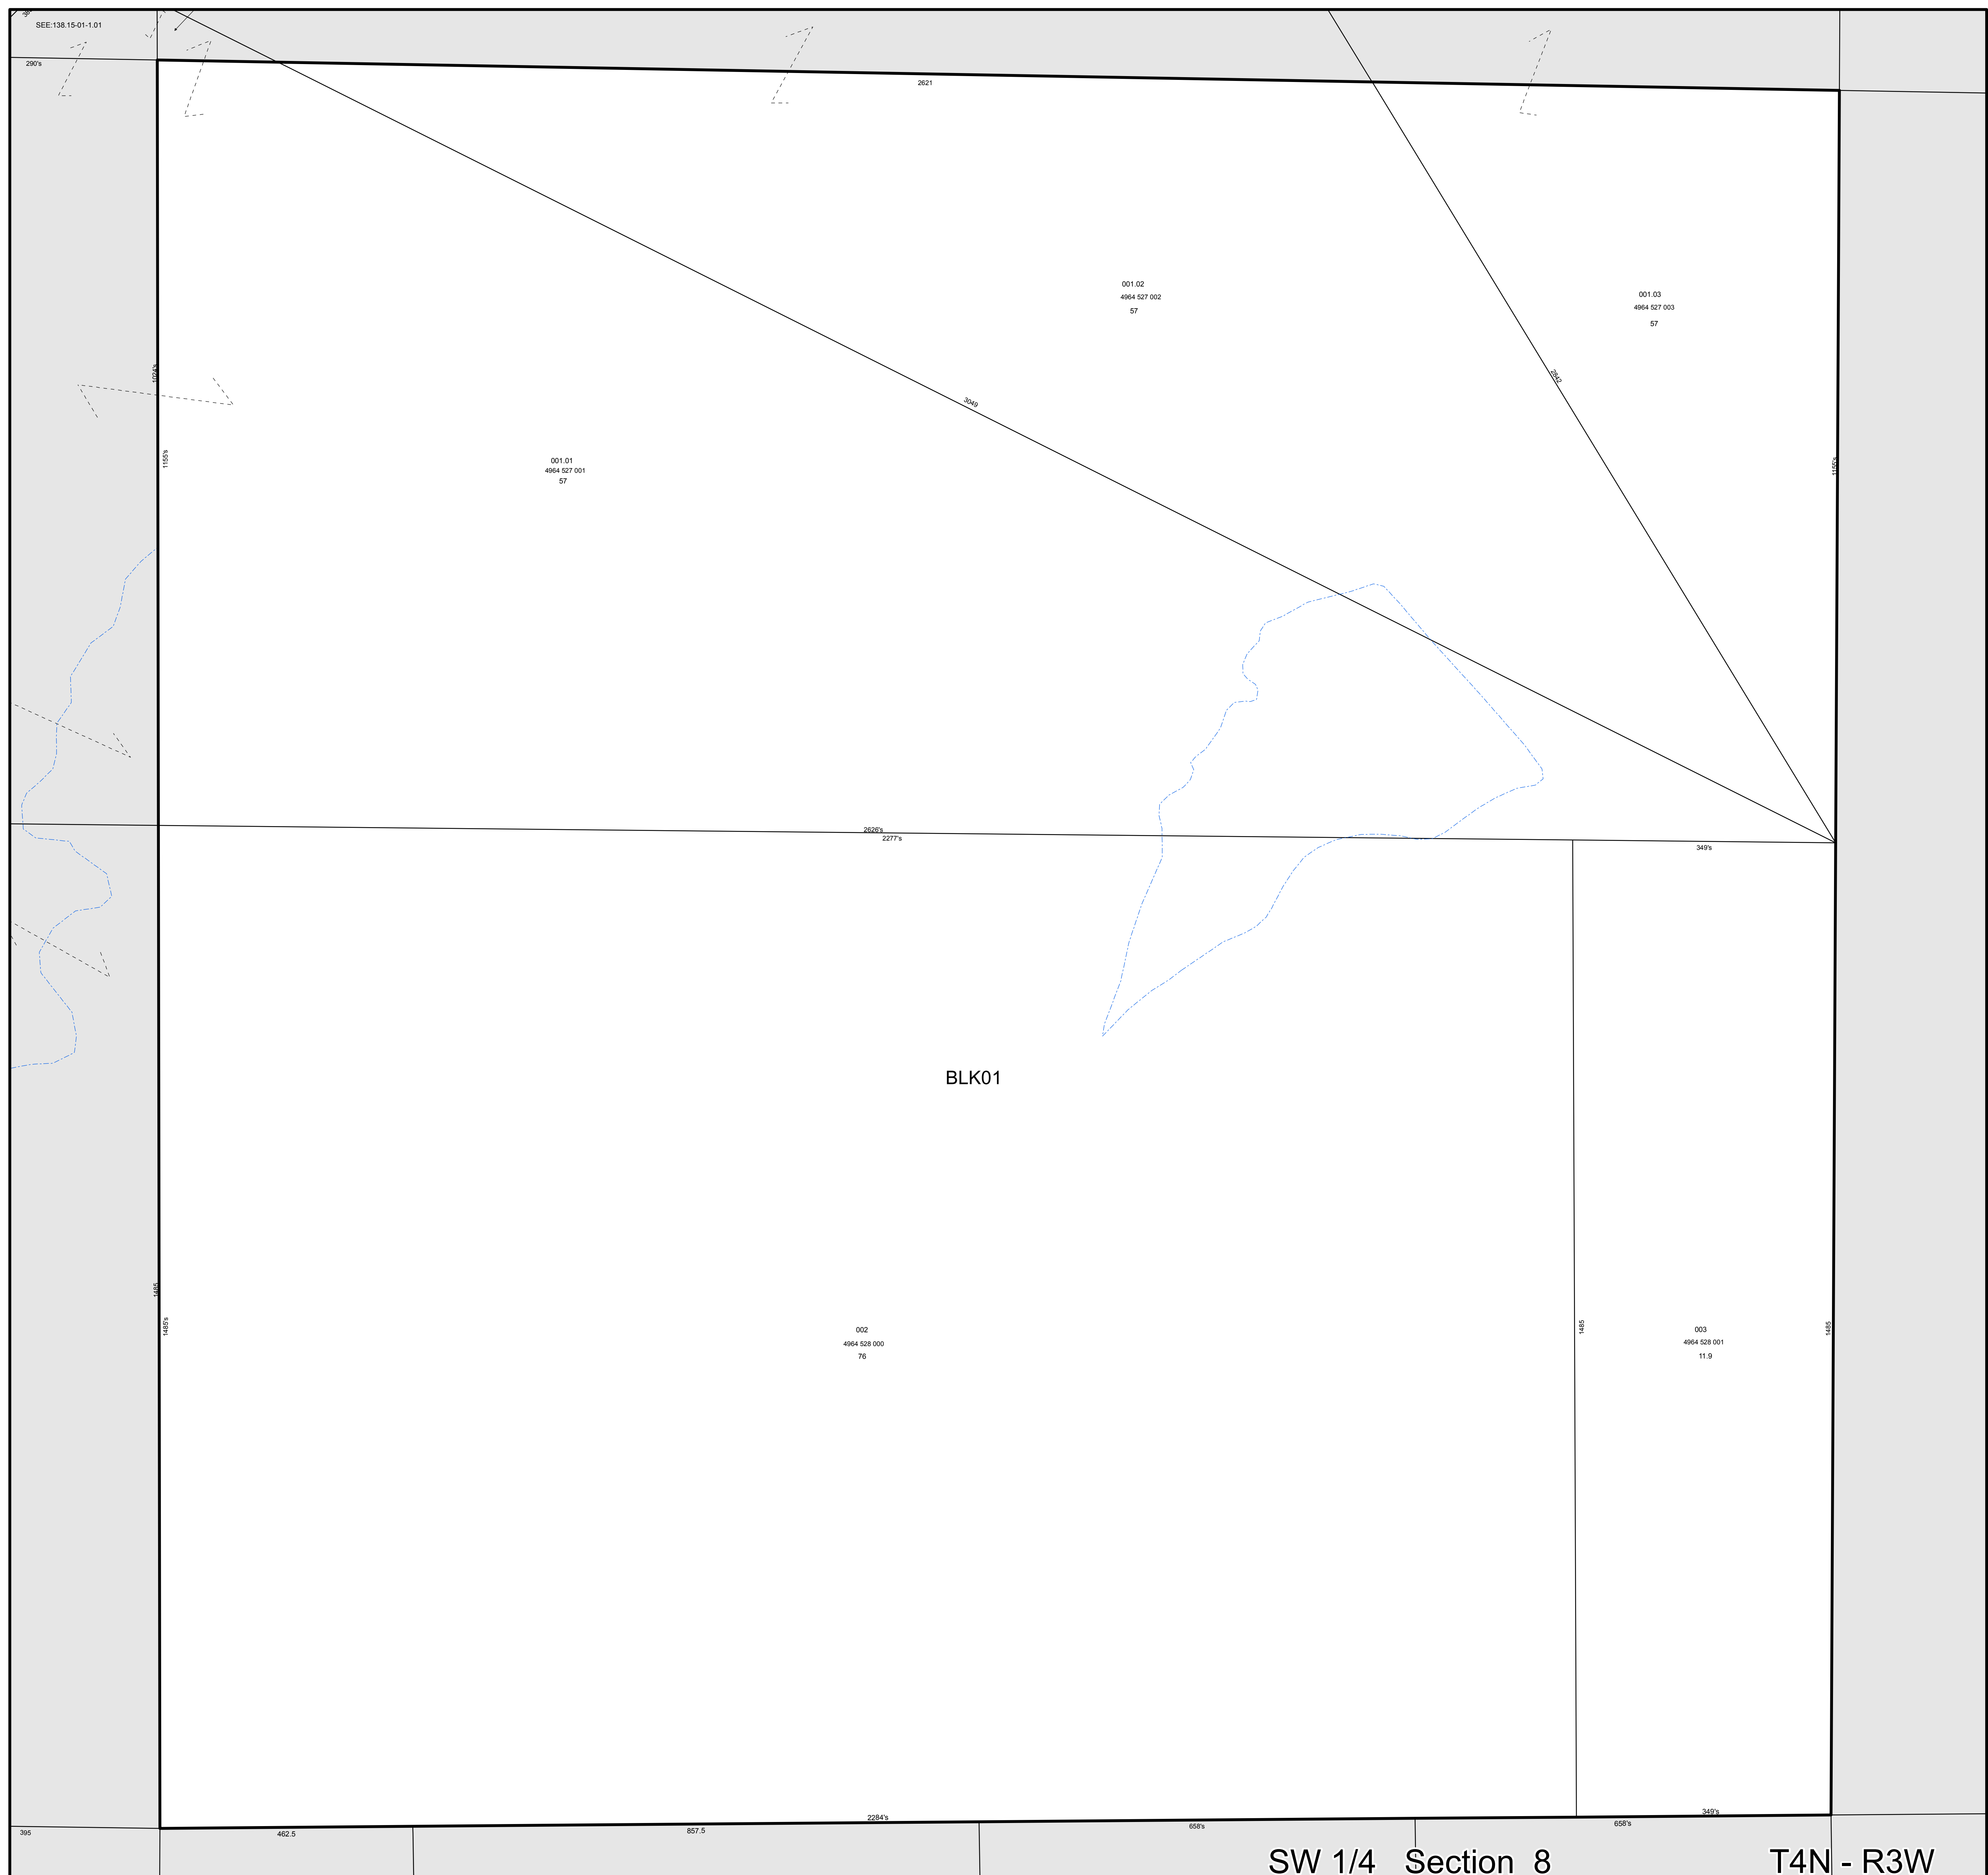 SEE:138.15-01-1.01
290's
2621
001.02
4964 527 002
57
001.03
4964 527 003
57
1624's
2842
3049
1155's
001.01
4964 527 001
57
1155's
2626's
2277's
349's
BLK01
1485
1485's
002
4964 528 000
76
1485
003
4964 528 001
11.9
1485
2284's
349's
395
462.5
857.5
658's
658's
SW 1/4 Section 8
T4N - R3W